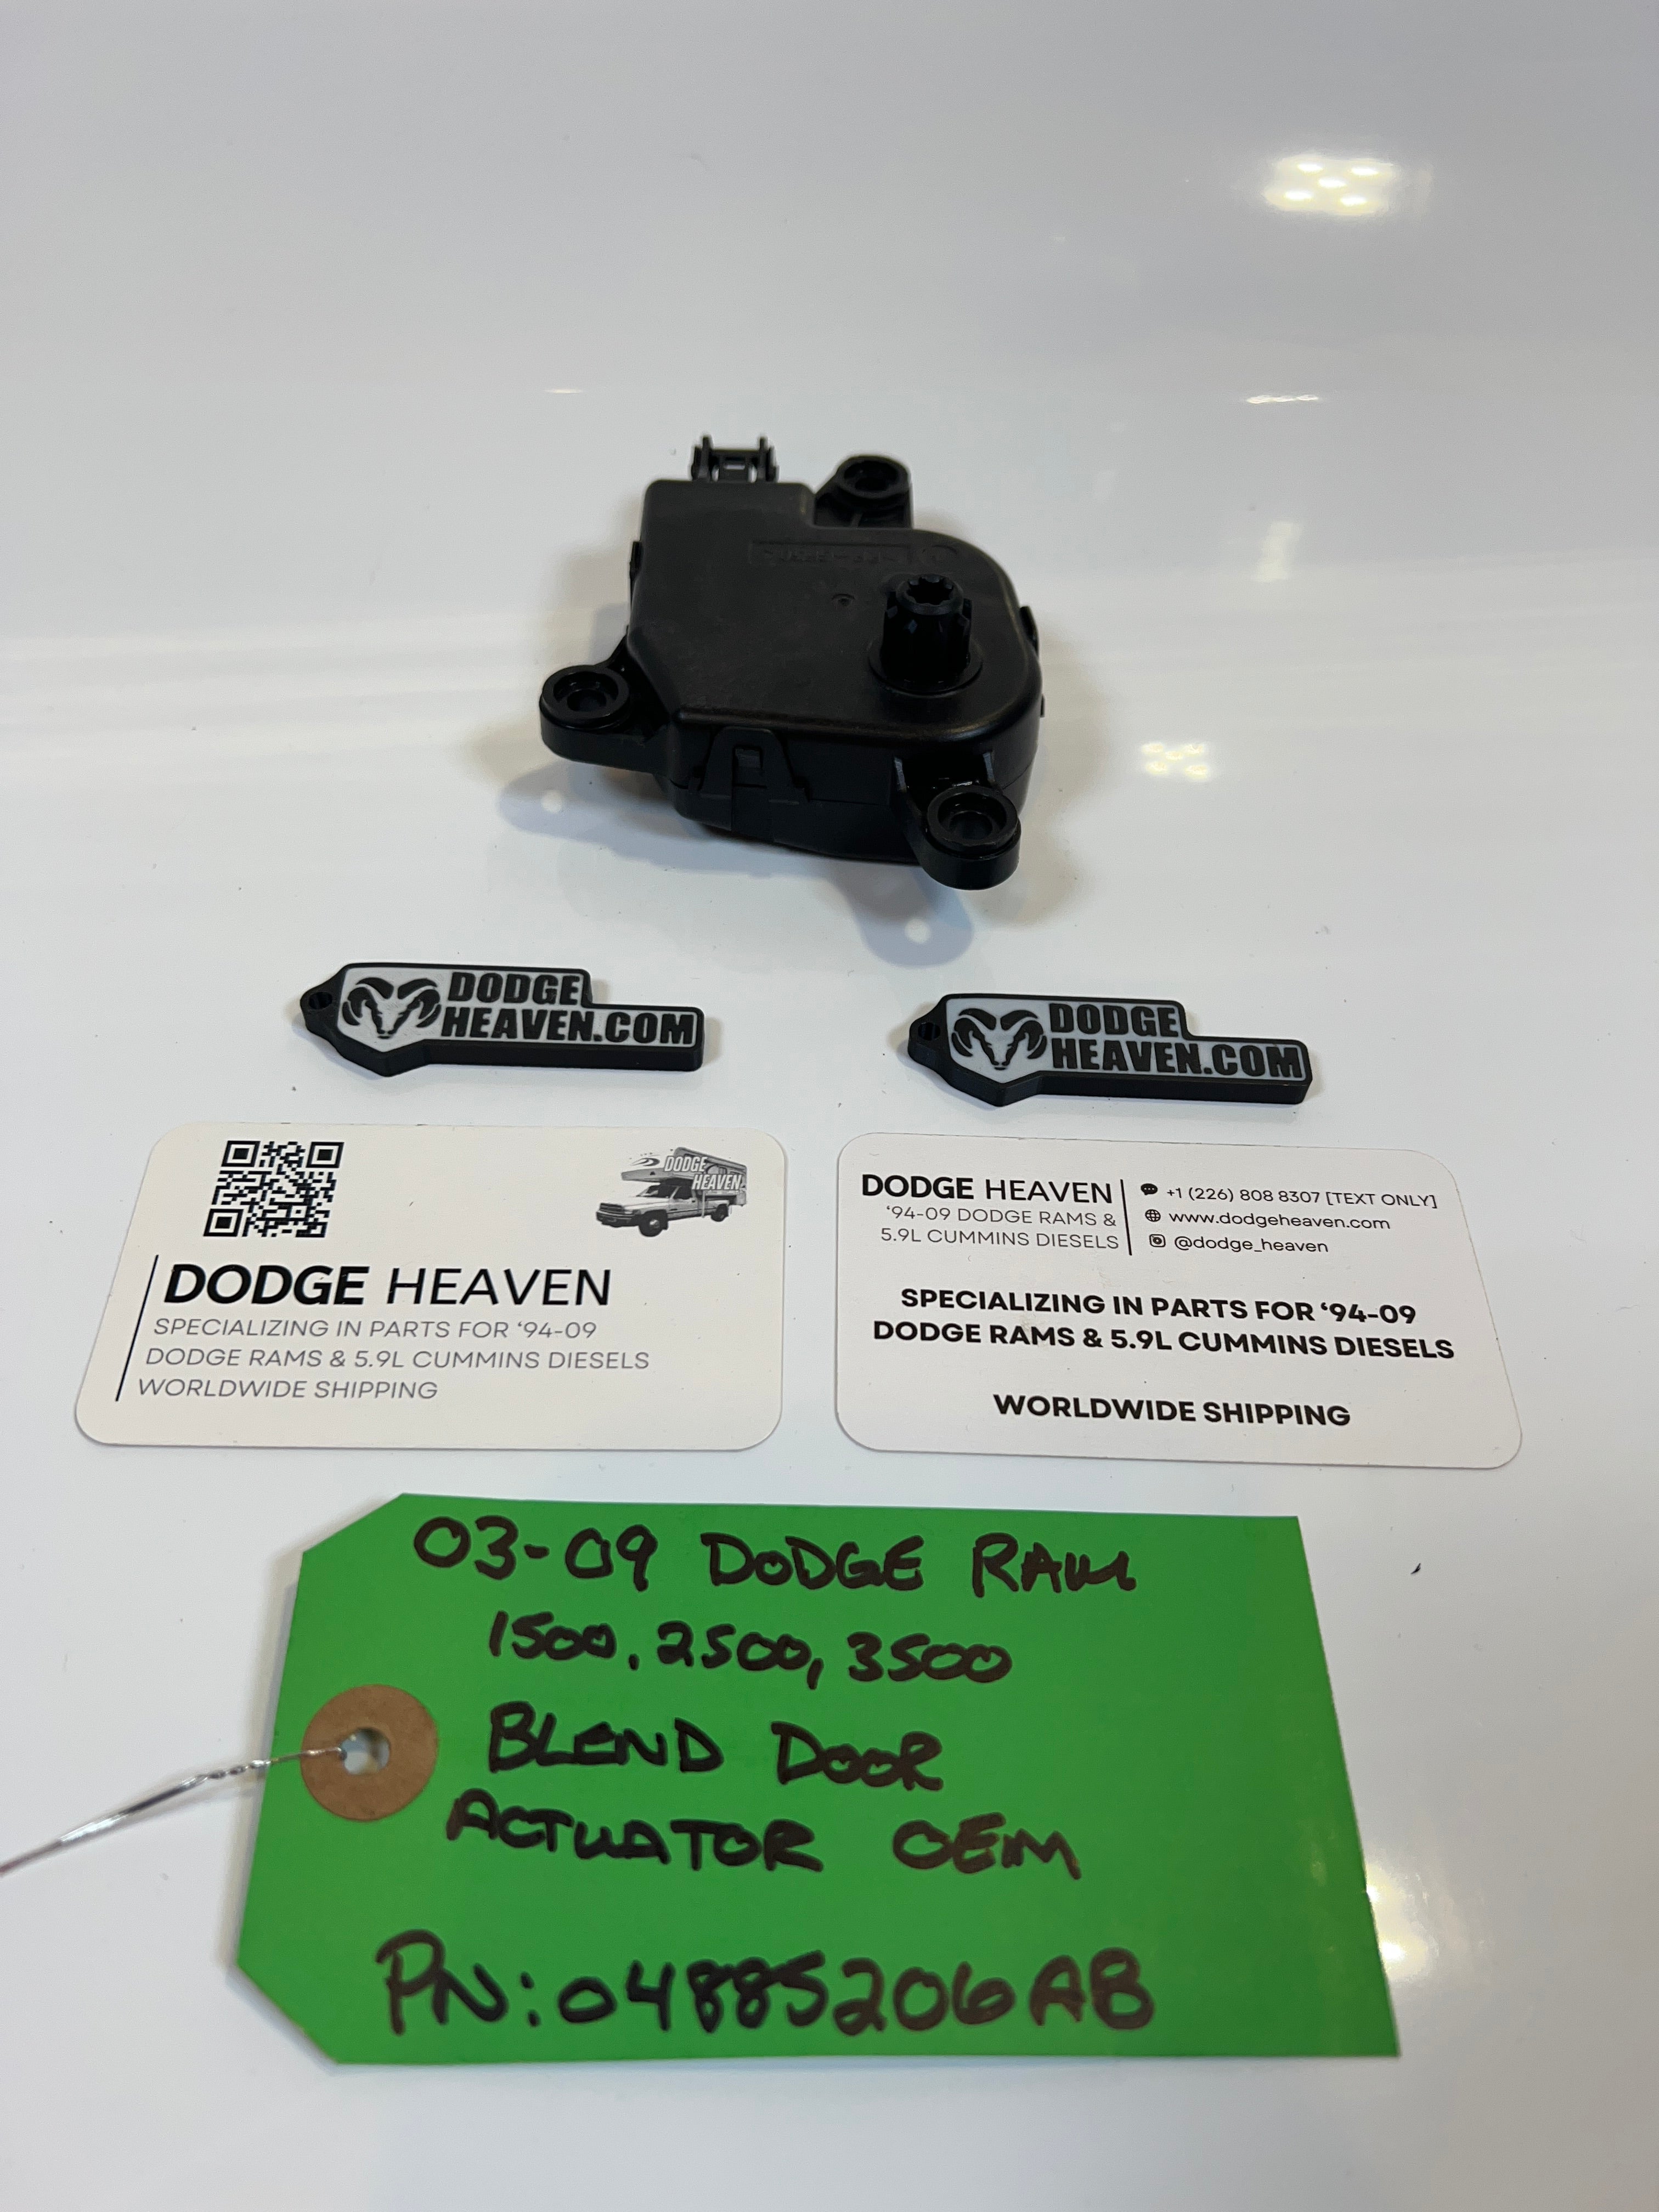 DODGE
HEAVEN.COM
DODGE
HEAVEN.COM
DODGE
HEAVEN
DODGE HEAVEN
SPECIALIZING IN PARTS FOR ‘94-09
DODGE RAMS & 5.9L CUMMINS DIESELS
WORLDWIDE SHIPPING
DODGE HEAVEN
‘94-09 DODGE RAMS &
5.9L CUMMINS DIESELS
+1 (226) 808 8307 [TEXT ONLY]
www.dodgeheaven.com
@dodge_heaven
SPECIALIZING IN PARTS FOR ‘94-09
DODGE RAMS & 5.9L CUMMINS DIESELS
WORLDWIDE SHIPPING
03-09 DODGE RAM
1500, 2500, 3500
BLEND DOOR
ACTUATOR OEM
PN: 04885206AB